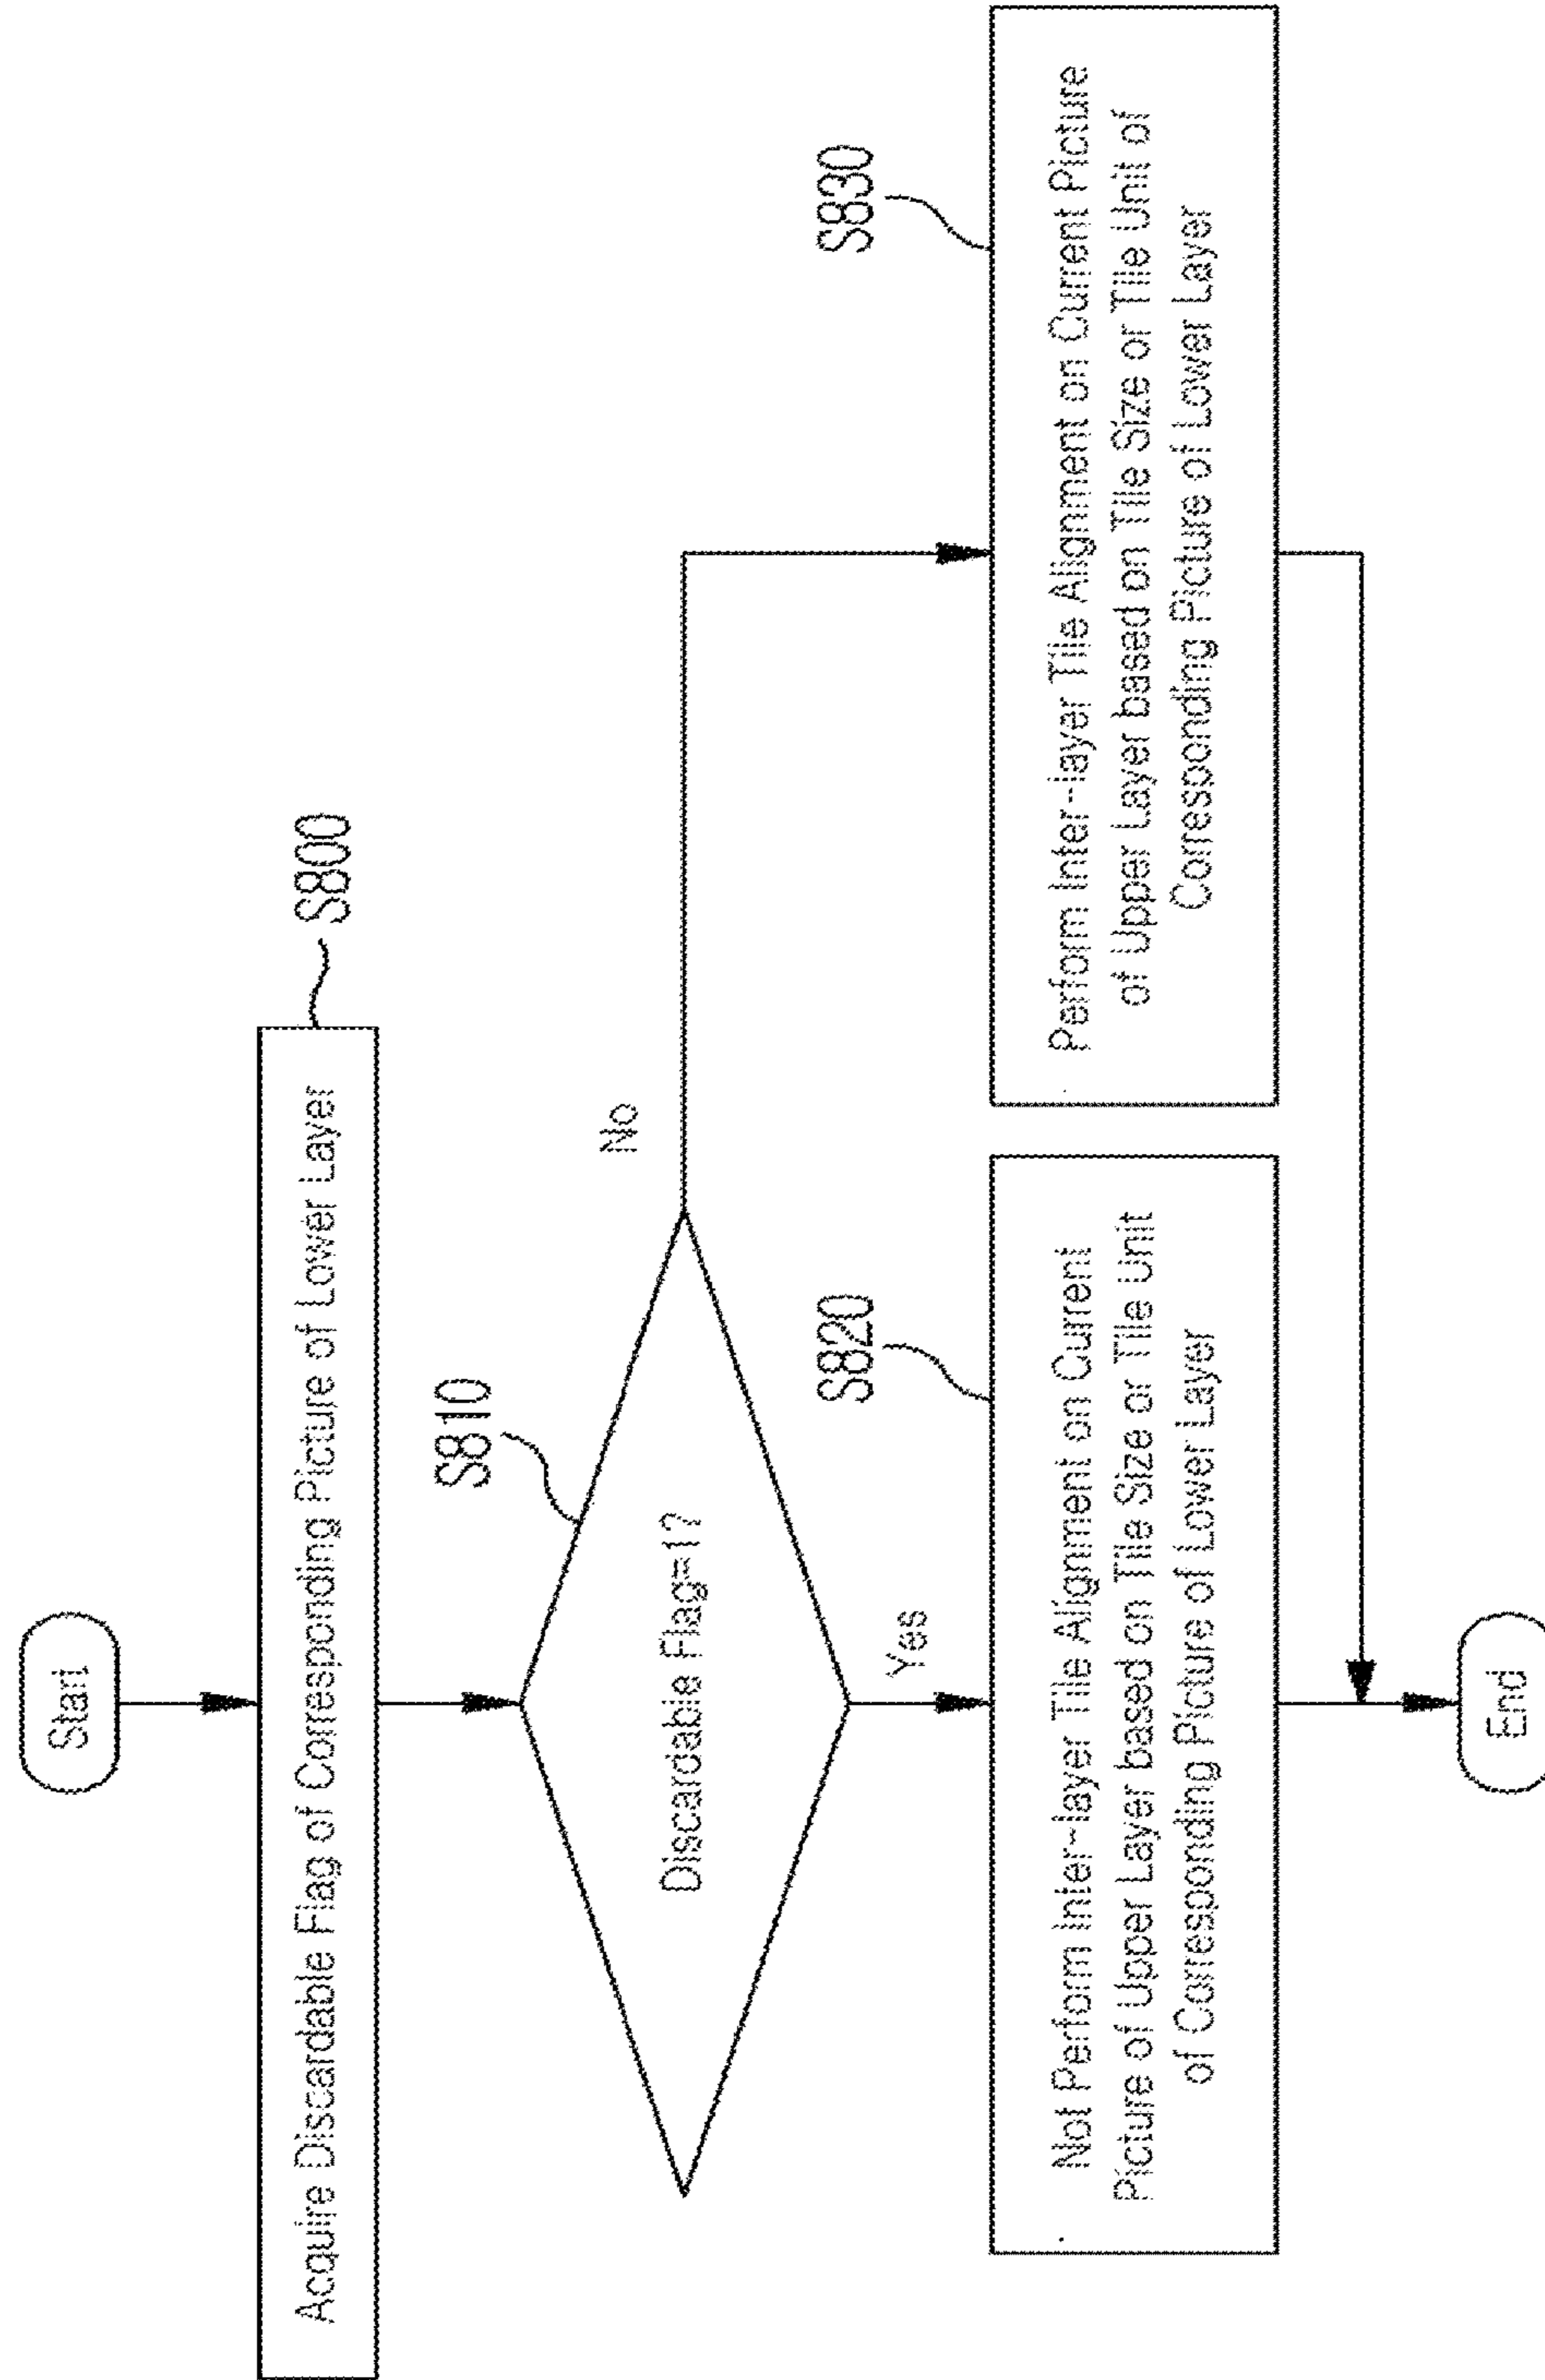 Start
Acquire Discardable Flag of Corresponding Picture of Lower Layer
S800
S810
Discardable Flag=1?
No
Yes
S820
Not Perform Inter-layer Tile Alignment on Current
Picture of Upper Layer based on Tile Size or Tile Unit
of Corresponding Picture of Lower Layer
S830
Perform Inter-layer Tile Alignment on Current Picture
of Upper Layer based on Tile Size or Tile Unit of
Corresponding Picture of Lower Layer
End